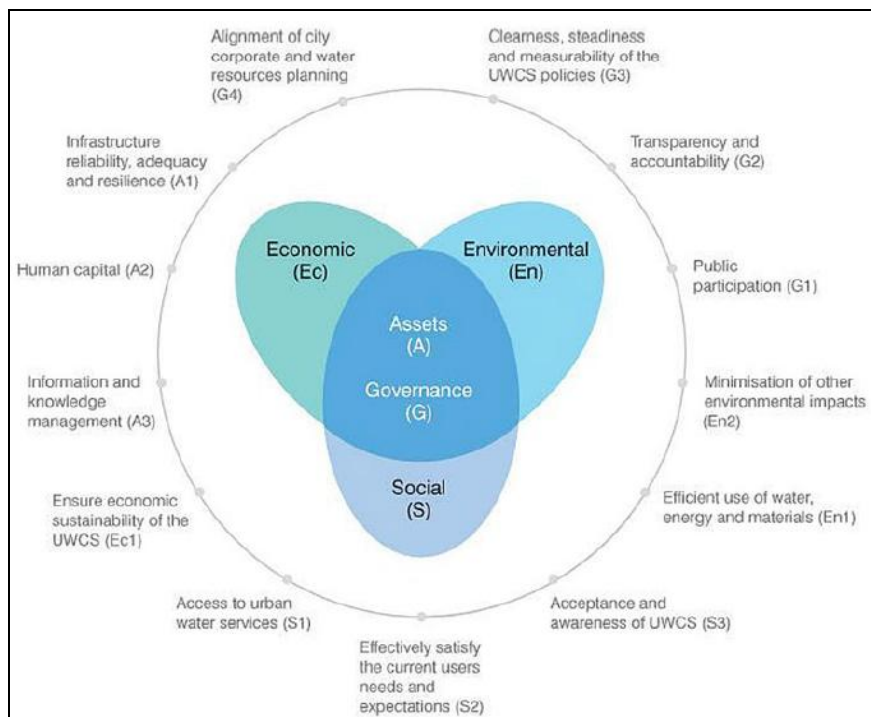 Alignment of city
corporate and water
resources planning
(G4)
Clearness, steadiness
and measurability of the
UWCS policies (G3)
Infrastructure
reliability, adequacy
and resilience (A1)
Transparency and
accountability (G2)
Economic
(Ec)
Environmental
(En)
Human capital (A2)
Public
participation (G1)
Assets
(A)
Governance
(G)
Information and
knowledge
management (A3)
Minimisation of other
environmental impacts
(En2)
Social
(S)
Ensure economic
sustainability of the
UWCS (Ec1)
Efficient use of water,
energy and materials (En1)
Access to urban
water services (S1)
Acceptance and
awareness of UWCS (S3)
Effectively satisfy
the current users
needs and
expectations (S2)